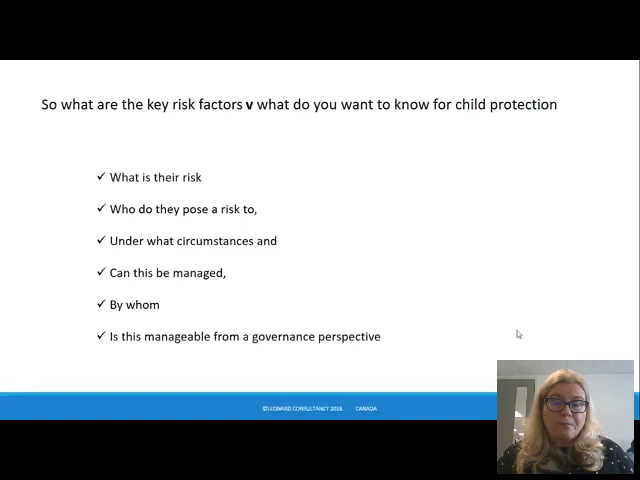 So what are the key risk factors v what do you want to know for child protection
✓ What is their risk
✓ Who do they pose a risk to,
✓ Under what circumstances and
✓ Can this be managed,
✓ By whom
✓ Is this manageable from a governance perspective
©LEONARD CONSULTANCY 2018. CANADA